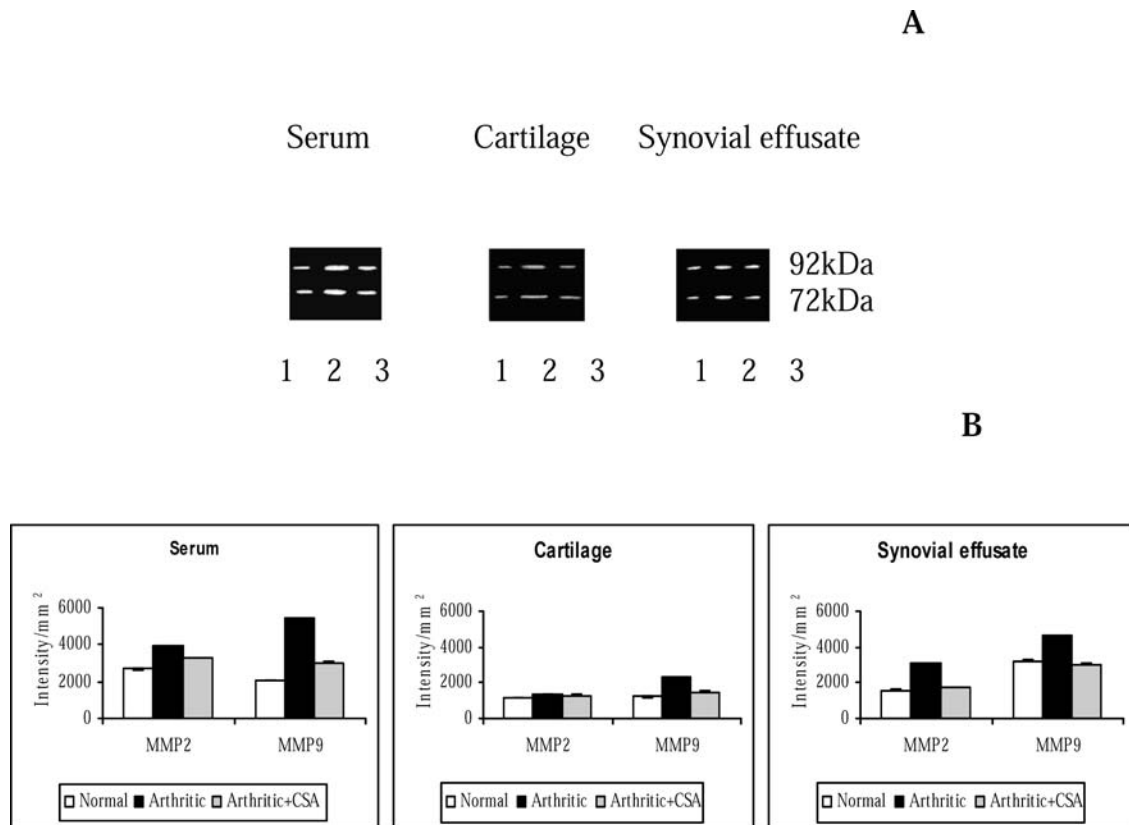 A
Serum Cartilage Synovial effusate
92kDa
72kDa
1 2 3 1 2 3 1 2 3
B
Serum
Intensity/mm 2
6000
4000
2000
0
MMP2 MMP9
Normal Arthritic Arthritic+CSA
Cartilage
Intensity/mm 2
6000
4000
2000
0
MMP2 MMP9
Normal Arthritic Arthritic+CSA
Synovial effusate
Intensity/mm 2
6000
4000
2000
0
MMP2 MMP9
Normal Arthritic Arthritic+CSA